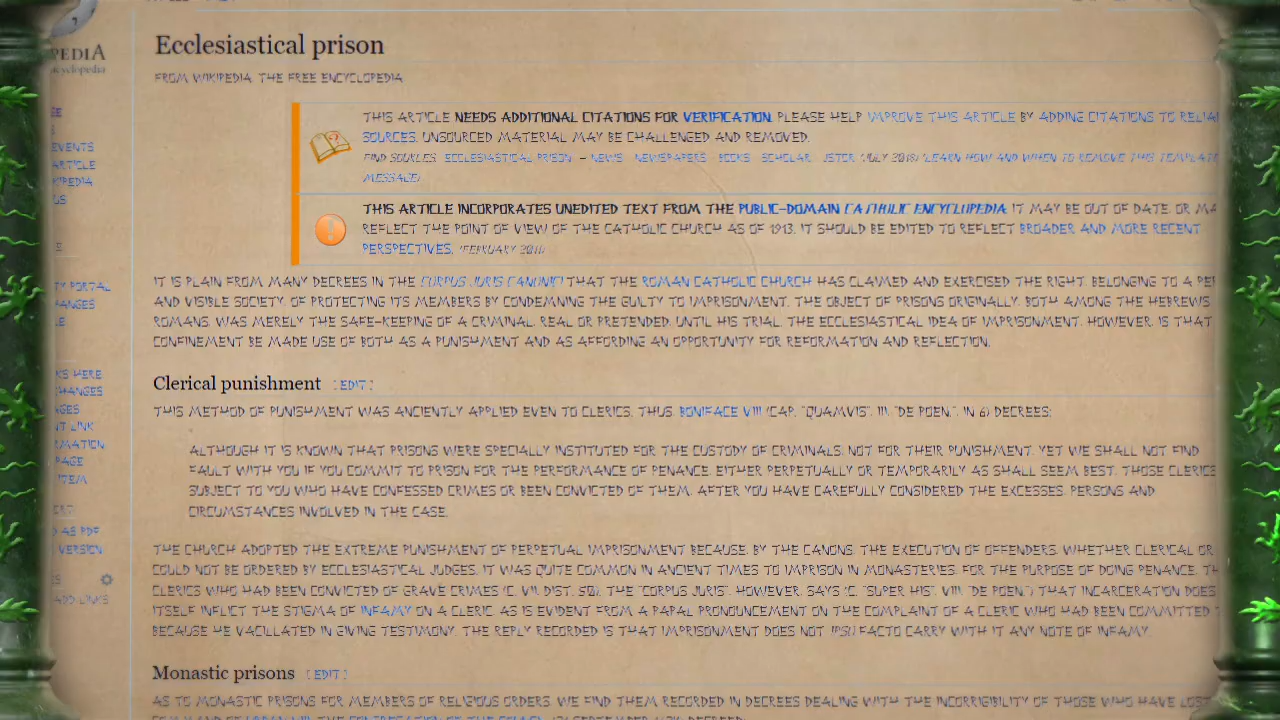 PEDIA
Ecclesiastical prison
FROM WIKIPEDIA, THE FREE ENCYCLOPEDIA
THIS ARTICLE NEEDS ADDITIONAL CITATIONS FOR VERIFICATION. PLEASE HELP IMPROVE THIS ARTICLE BY ADDING CITATIONS TO
SOURCES. UNSOURCED MATERIAL MAY BE CHALLENGED AND REMOVED.
FIND SOURCES: "ECCLESIASTICAL PRISON" – NEWS · NEWSPAPERS · BOOKS · SCHOLAR · JSTOR (JULY 2018) (LEARN HOW AND WHEN TO REMOVE THIS TEMPLATE
MESSAGE)
THIS ARTICLE INCORPORATES UNEDITED TEXT FROM THE PUBLIC-DOMAIN CATHOLIC ENCYCLOPEDIA. IT MAY BE OUT OF DATE, OR
REFLECT THE POINT OF VIEW OF THE CATHOLIC CHURCH AS OF 1913. IT SHOULD BE EDITED TO REFLECT BROADER AND MORE RECENT
PERSPECTIVES. (FEBRUARY 2011)
IT IS PLAIN FROM MANY DECREES IN THE CORPUS JURIS CANONICI THAT THE ROMAN CATHOLIC CHURCH HAS CLAIMED AND EXERCISED THE RIGHT, BELONGING TO A
AND VISIBLE SOCIETY, OF PROTECTING ITS MEMBERS BY CONDEMNING THE GUILTY TO IMPRISONMENT. THE OBJECT OF PRISONS ORIGINALLY, BOTH AMONG THE HEBREWS
ROMANS, WAS MERELY THE SAFE-KEEPING OF A CRIMINAL, REAL OR PRETENDED, UNTIL HIS TRIAL. THE ECCLESIASTICAL IDEA OF IMPRISONMENT, HOWEVER, IS THAT
CONFINEMENT BE MADE USE OF BOTH AS A PUNISHMENT AND AS AFFORDING AN OPPORTUNITY FOR REFORMATION AND REFLECTION.
Clerical punishment [ EDIT ]
THIS METHOD OF PUNISHMENT WAS ANCIENTLY APPLIED EVEN TO CLERICS. THUS, BONIFACE VIII (CAP. "QUAMVIS", III, "DE POEN.", IN 6) DECREES:
ALTHOUGH IT IS KNOWN THAT PRISONS WERE SPECIALLY INSTITUTED FOR THE CUSTODY OF CRIMINALS, NOT FOR THEIR PUNISHMENT, YET WE SHALL NOT FIND
FAULT WITH YOU IF YOU COMMIT TO PRISON FOR THE PERFORMANCE OF PENANCE, EITHER PERPETUALLY OR TEMPORARILY AS SHALL SEEM BEST, THOSE CLERICS
SUBJECT TO YOU WHO HAVE CONFESSED CRIMES OR BEEN CONVICTED OF THEM, AFTER YOU HAVE CAREFULLY CONSIDERED THE EXCESSES, PERSONS AND
CIRCUMSTANCES INVOLVED IN THE CASE.
THE CHURCH ADOPTED THE EXTREME PUNISHMENT OF PERPETUAL IMPRISONMENT BECAUSE, BY THE CANONS, THE EXECUTION OF OFFENDERS, WHETHER CLERICAL OR
COULD NOT BE ORDERED BY ECCLESIASTICAL JUDGES. IT WAS QUITE COMMON IN ANCIENT TIMES TO IMPRISON IN MONASTERIES, FOR THE PURPOSE OF DOING PENANCE,
CLERICS WHO HAD BEEN CONVICTED OF GRAVE CRIMES (C. VII, DIST. 50). THE "CORPUS JURIS", HOWEVER, SAYS (C. "SUPER HIS", VIII, "DE POEN.") THAT INCARCERATION DOES
ITSELF INFLICT THE STIGMA OF INFAMY ON A CLERIC, AS IS EVIDENT FROM A PAPAL PRONOUNCEMENT ON THE COMPLAINT OF A CLERIC WHO HAD BEEN COMMITTED
BECAUSE HE VACILLATED IN GIVING TESTIMONY. THE REPLY RECORDED IS THAT IMPRISONMENT DOES NOT IPSO FACTO CARRY WITH IT ANY NOTE OF INFAMY.
Monastic prisons [ EDIT ]
AS TO MONASTIC PRISONS FOR MEMBERS OF RELIGIOUS ORDERS, WE FIND THEM RECORDED IN DECREES DEALING WITH THE INCORRIGIBILITY OF THOSE WHO HAVE LOST